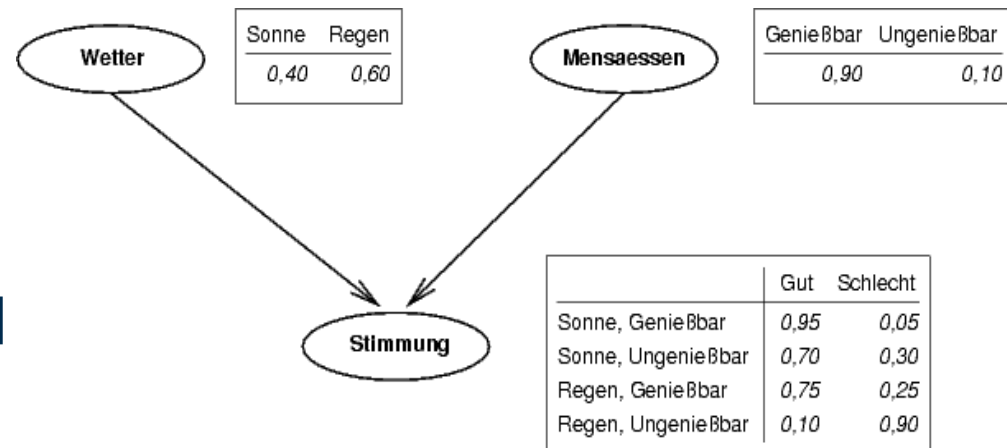 Wetter
Sonne Regen
0,40 0,60
Mensaessen
Genießbar Ungenießbar
0,90 0,10
Stimmung
Gut Schlecht
Sonne, Genießbar 0,95 0,05
Sonne, Ungenießbar 0,70 0,30
Regen, Genießbar 0,75 0,25
Regen, Ungenießbar 0,10 0,90